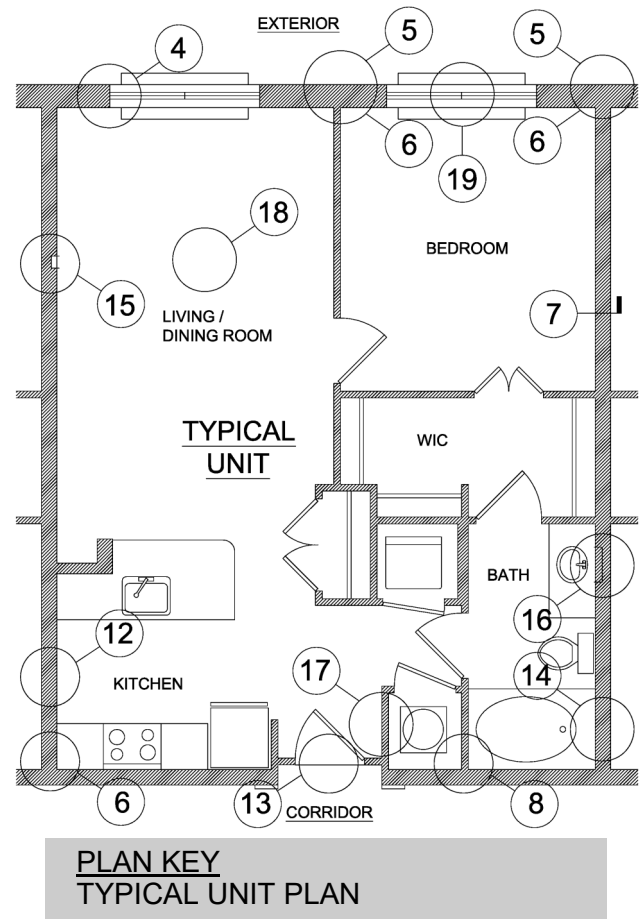 EXTERIOR
4
5
5
6
6
19
18
BEDROOM
15
7
LIVING /
DINING ROOM
TYPICAL
UNIT
WIC
BATH
16
12
KITCHEN
17
14
6
13
8
CORRIDOR
PLAN KEY
TYPICAL UNIT PLAN